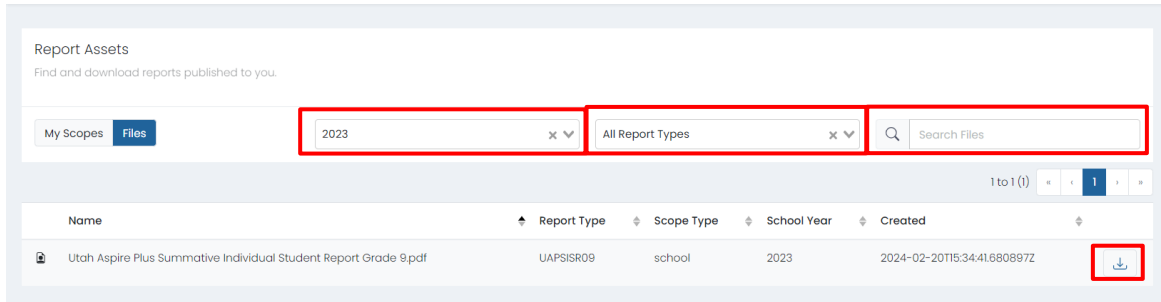 Report Assets
Find and download reports published to you.
My Scopes Files 2023 All Report Types Search Files
1 to 1 (1) « ‹ 1 › »
Name Report Type Scope Type School Year Created
Utah Aspire Plus Summative Individual Student Report Grade 9.pdf UAPSISR09 school 2023 2024-02-20T15:34:41.680897Z